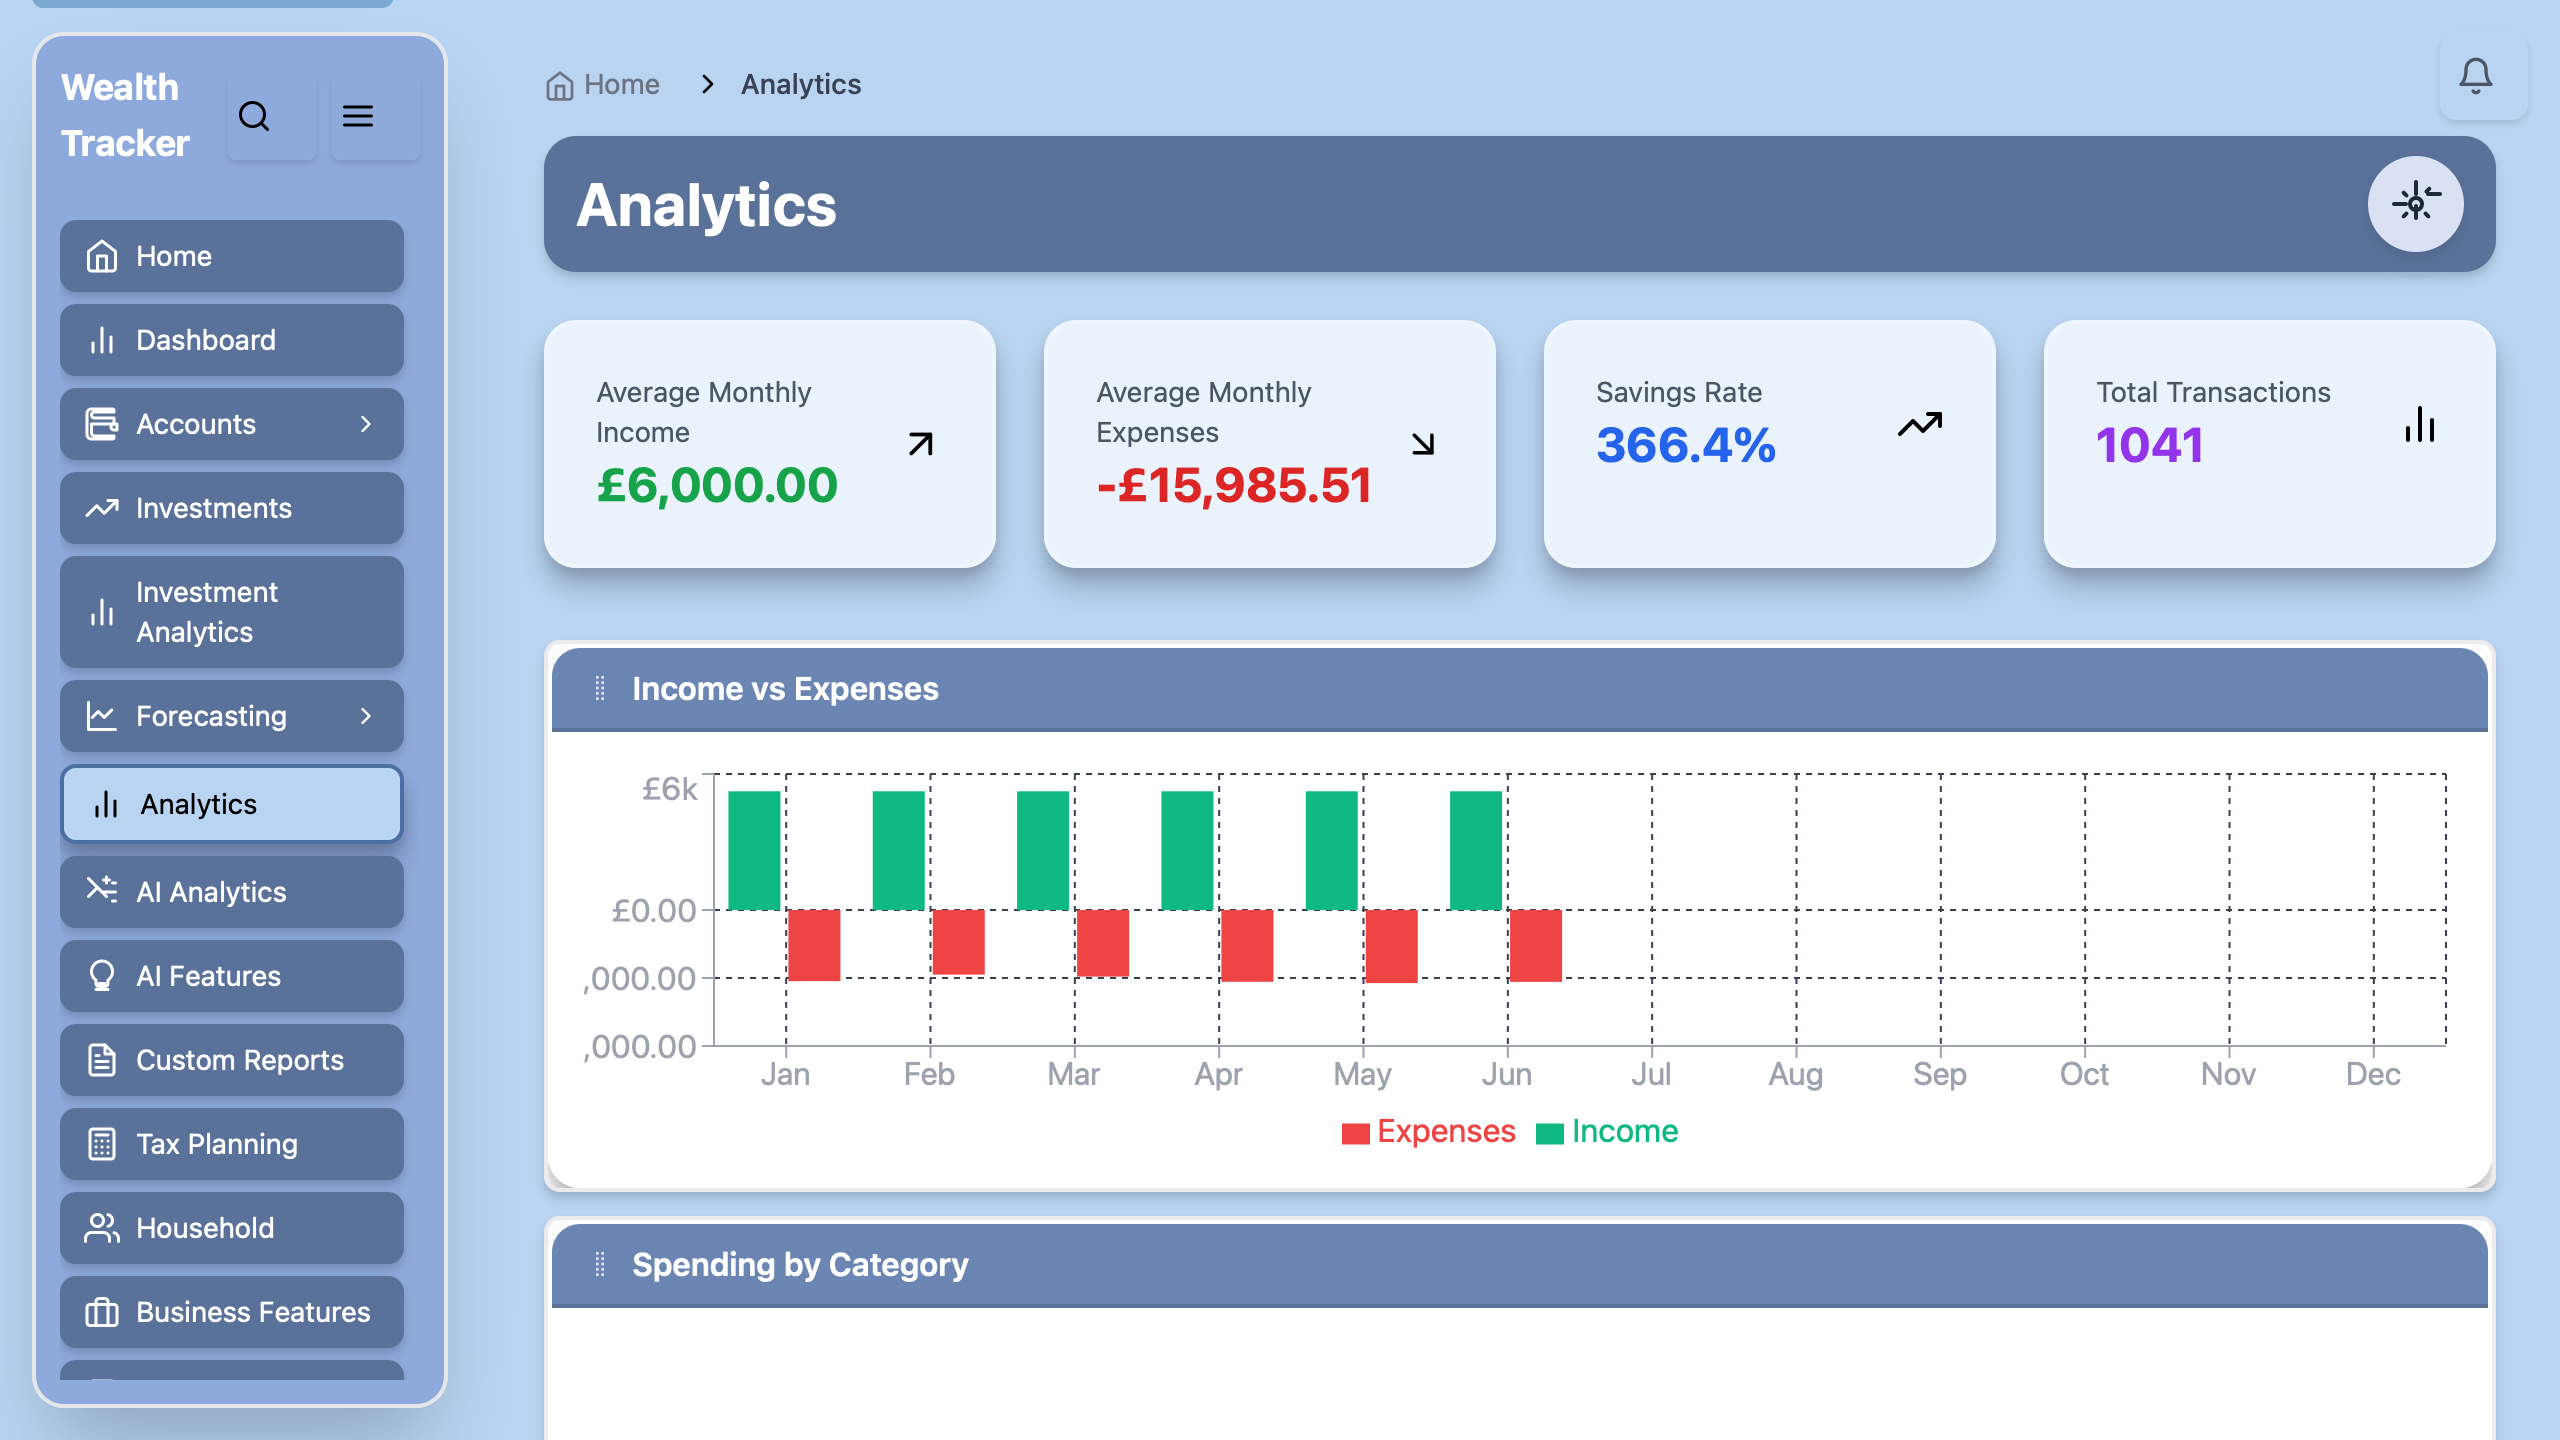 Wealth
Tracker
Home
Dashboard
Accounts
Investments
Investment
Analytics
Forecasting
Analytics
AI Analytics
AI Features
Custom Reports
Tax Planning
Household
Business Features
Home
Analytics
Analytics
Average Monthly
Income
£6,000.00
Average Monthly
Expenses
-£15,985.51
Savings Rate
366.4%
Total Transactions
1041
Income vs Expenses
£6k
£0.00
,000.00
,000.00
Jan Feb Mar Apr May Jun Jul Aug Sep Oct Nov Dec
Expenses Income
Spending by Category